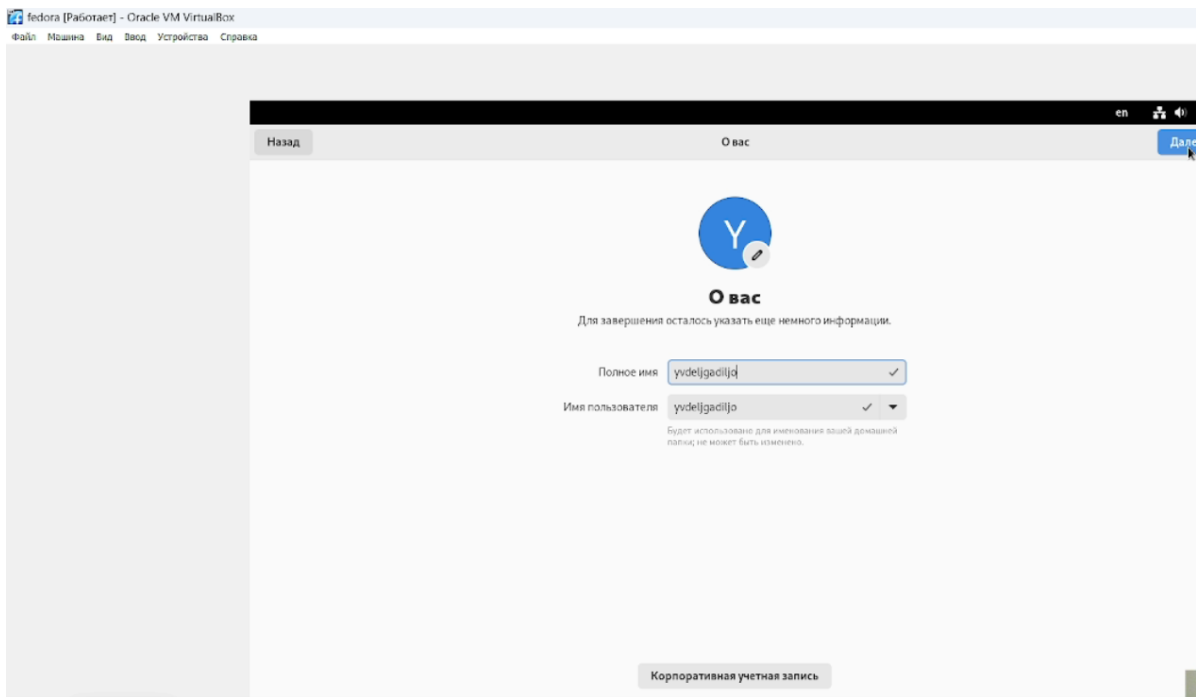 fedora [Работает] - Oracle VM VirtualBox
Файл Машина Вид Ввод Устройства Справка
en
Назад О вас Дале
Y
О вас
Для завершения осталось указать еще немного информации.
Полное имя yvdeljgadiljo
Имя пользователя yvdeljgadiljo
Будет использовано для именования вашей домашней
папки; не может быть изменено.
Корпоративная учетная запись